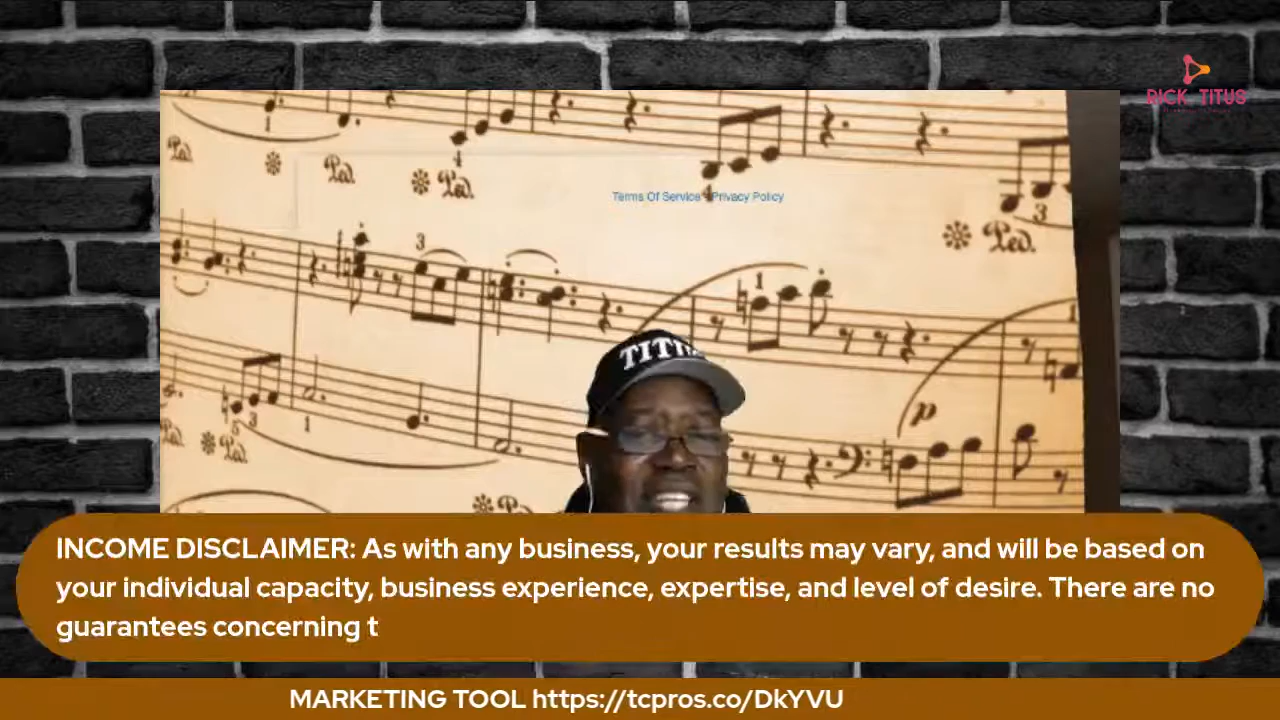 RICK TITUS
Terms Of Service Privacy Policy
TITU
INCOME DISCLAIMER: As with any business, your results may vary, and will be based on
your individual capacity, business experience, expertise, and level of desire. There are no
guarantees concerning t
MARKETING TOOL https://tcpros.co/DkYVU